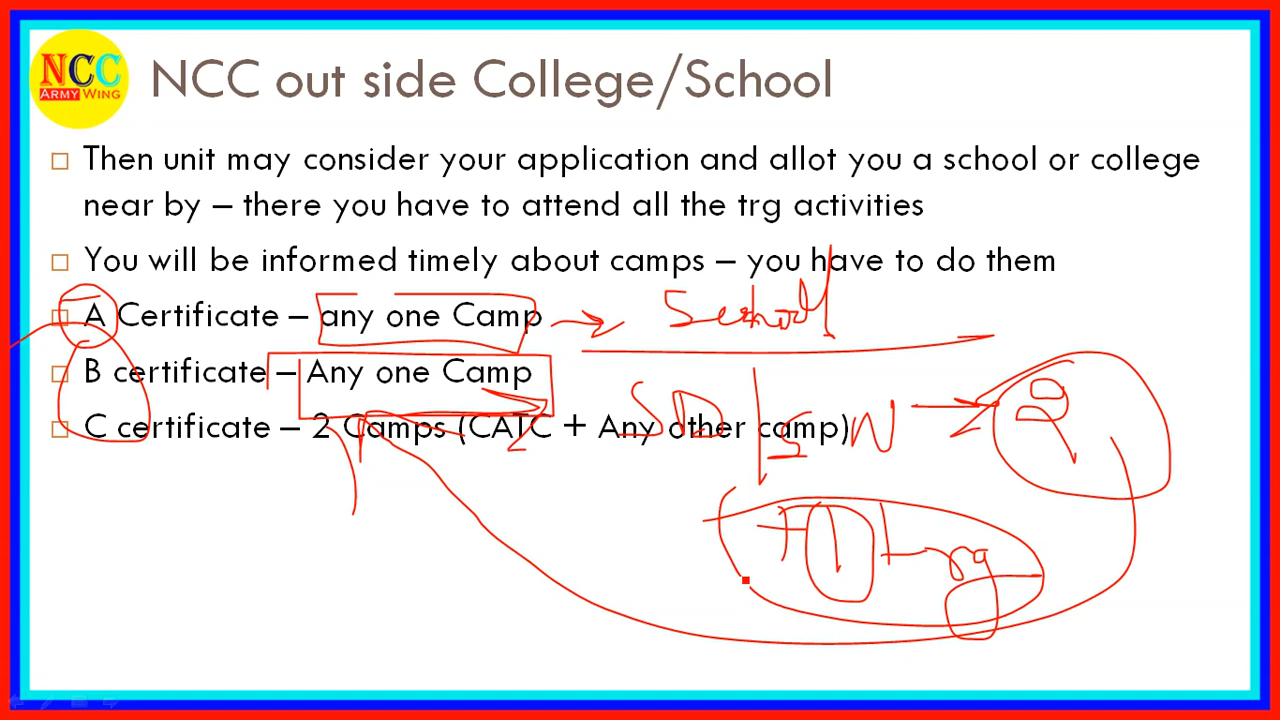 NCC
ARMY WING
NCC out side College/School
Then unit may consider your application and allot you a school or college
near by – there you have to attend all the trg activities
You will be informed timely about camps – you have to do them
A Certificate – any one Camp
School
B certificate – Any one Camp
SD
C certificate – 2 Camps (CATC + Any other camp)
trg